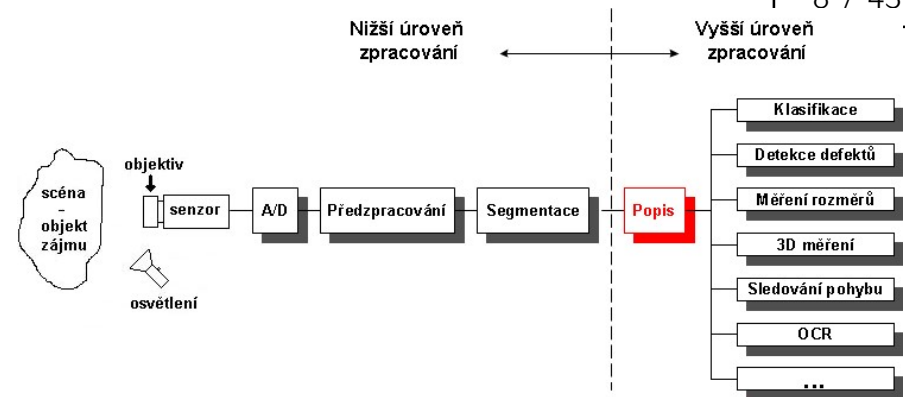 Nižší úroveň
zpracování
Vyšší úroveň
zpracování
scéna
–
objekt
zájmu
objektiv
senzor
osvětlení
A/D
Předzpracování
Segmentace
Popis
Klasifikace
Detekce defektů
Měření rozměrů
3D měření
Sledování pohybu
OCR
...